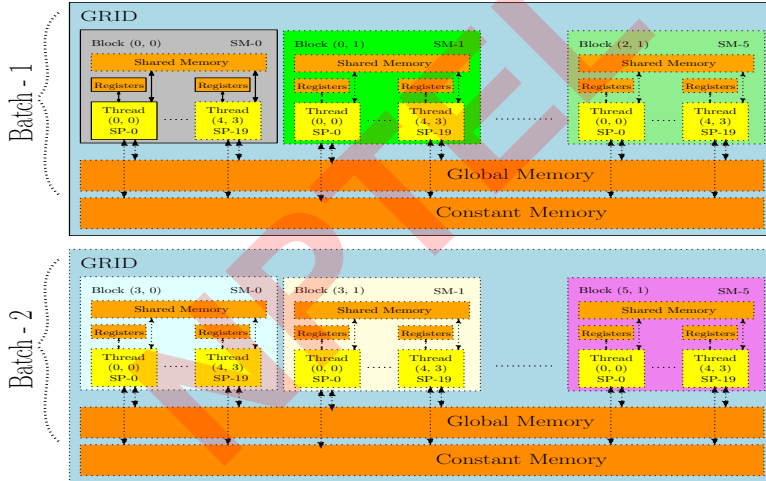 Batch - 1
GRID
Block (0, 0) SM-0
Shared Memory
Registers Registers
Thread (0, 0) SP-0
Thread (4, 3) SP-19
Block (0, 1) SM-1
Shared Memory
Registers Registers
Thread (0, 0) SP-0
Thread (4, 3) SP-19
Block (2, 1) SM-5
Shared Memory
Registers Registers
Thread (0, 0) SP-0
Thread (4, 3) SP-19
Global Memory
Constant Memory
Batch - 2
GRID
Block (3, 0) SM-0
Shared Memory
Registers Registers
Thread (0, 0) SP-0
Thread (4, 3) SP-19
Block (3, 1) SM-1
Shared Memory
Registers Registers
Thread (0, 0) SP-0
Thread (4, 3) SP-19
Block (5, 1) SM-5
Shared Memory
Registers Registers
Thread (0, 0) SP-0
Thread (4, 3) SP-19
Global Memory
Constant Memory
NPTEL